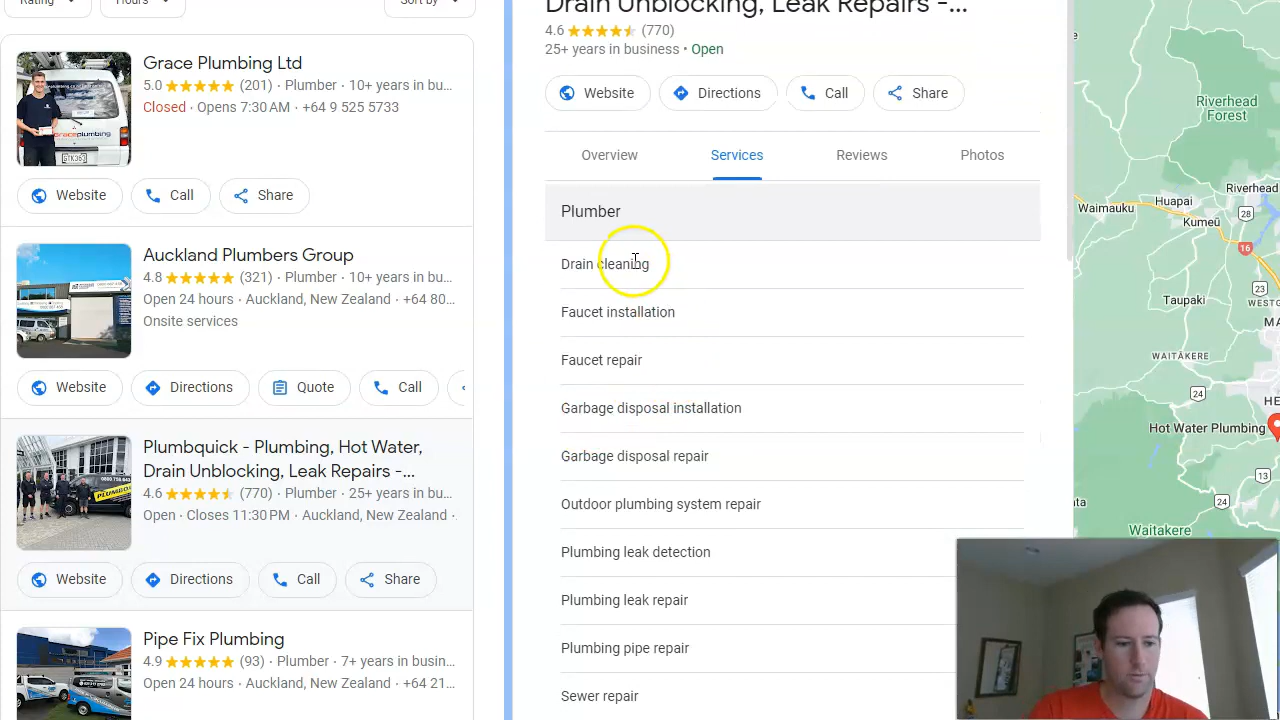 Rating
Hours
Sort by
Grace Plumbing Ltd
5.0 (201) · Plumber · 10+ years in bu...
Closed · Opens 7:30 AM · +64 9 525 5733
Website
Call
Share
Auckland Plumbers Group
4.8 (321) · Plumber · 10+ years in bu...
Open 24 hours · Auckland, New Zealand · +64 80...
Onsite services
Website
Directions
Quote
Call
Plumbquick - Plumbing, Hot Water,
Drain Unblocking, Leak Repairs -...
4.6 (770) · Plumber · 25+ years in bu...
Open · Closes 11:30 PM · Auckland, New Zealand ·
Website
Directions
Call
Share
Pipe Fix Plumbing
4.9 (93) · Plumber · 7+ years in busin...
Open 24 hours · Auckland, New Zealand · +64 21...
Drain Unblocking, Leak Repairs -...
4.6 (770)
25+ years in business • Open
Website
Directions
Call
Share
Overview
Services
Reviews
Photos
Plumber
Drain cleaning
Faucet installation
Faucet repair
Garbage disposal installation
Garbage disposal repair
Outdoor plumbing system repair
Plumbing leak detection
Plumbing leak repair
Plumbing pipe repair
Sewer repair
Riverhead
Forest
Riverhead
Waimauku
Huapai
Kumeū
28
16
23
Taupaki
WAITĀKERE
24
Hot Water Plumbing
13
24
Waitakere